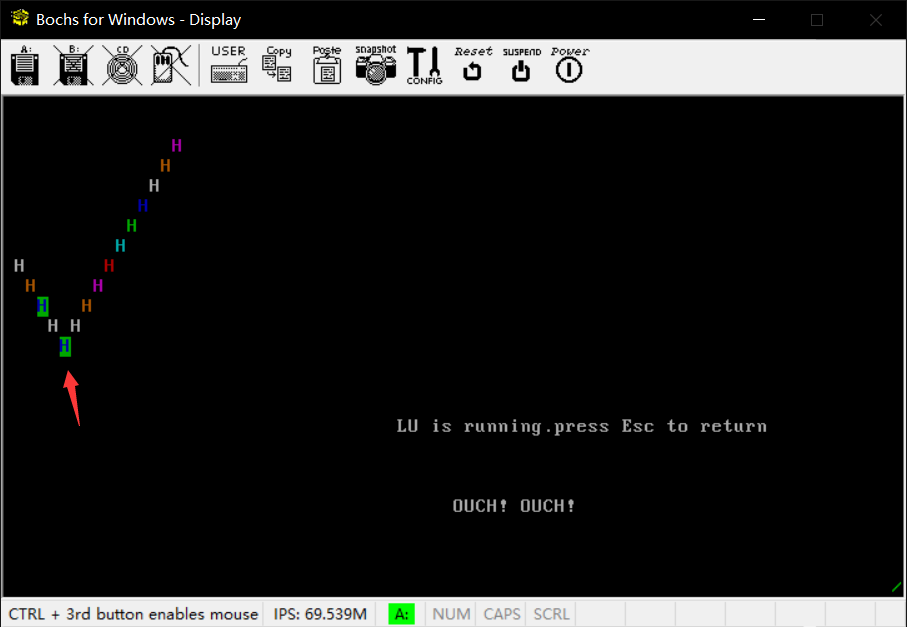 Bochs for Windows - Display
A: B: CD USER Copy Poste snapshot CONFIG Reset SUSPEND Power
H
H
H
H
H
H
H
H H
H H
H H
H H
H
LU is running.press Esc to return
OUCH! OUCH!
CTRL + 3rd button enables mouse IPS: 69.539M A: NUM CAPS SCRL